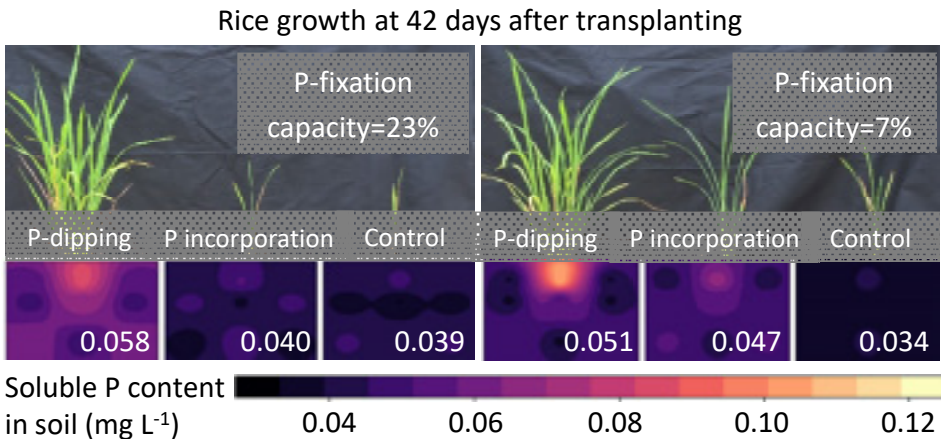 Rice growth at 42 days after transplanting
P-fixation
capacity=23%
P-fixation
capacity=7%
P-dipping P incorporation Control P-dipping P incorporation Control
0.058 0.040 0.039 0.051 0.047 0.034
Soluble P content
in soil (mg L⁻¹)
0.04 0.06 0.08 0.10 0.12